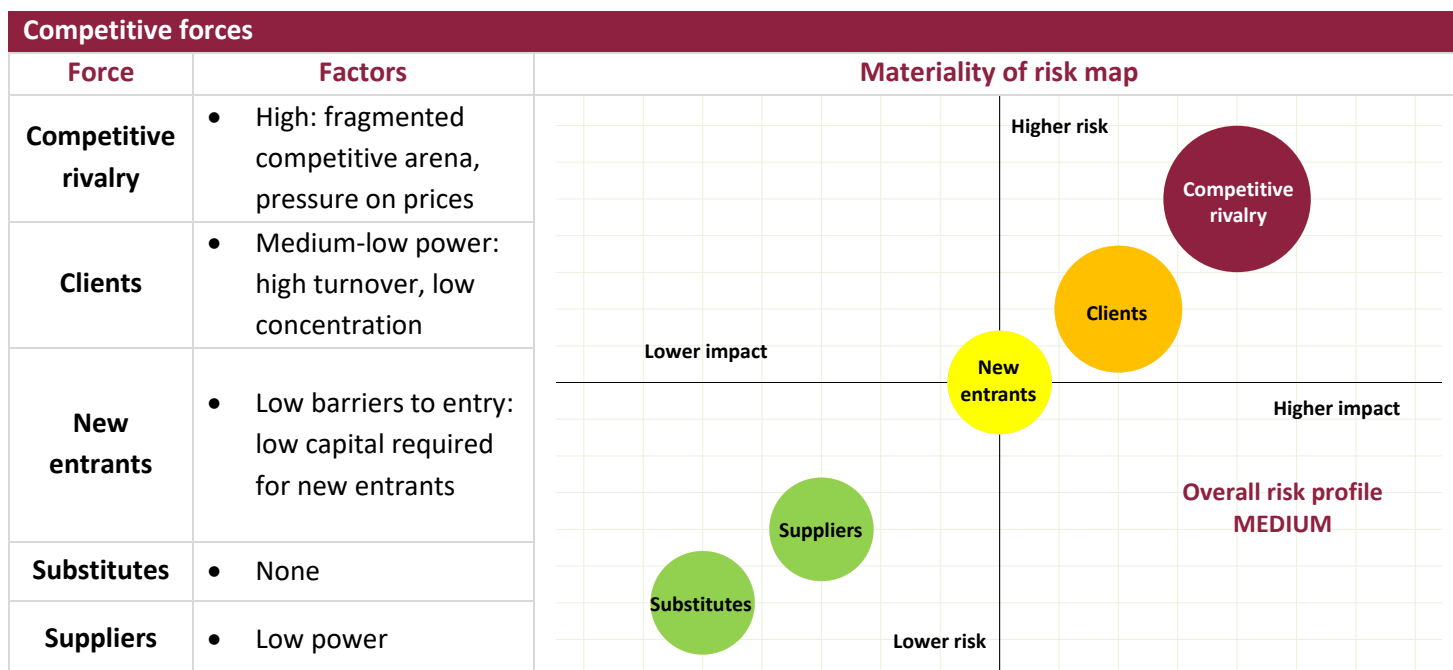 Competitive forces
Force
Factors
Materiality of risk map
Competitive
rivalry
• High: fragmented
competitive arena,
pressure on prices
Clients
• Medium-low power:
high turnover, low
concentration
New
entrants
• Low barriers to entry:
low capital required
for new entrants
Substitutes
• None
Suppliers
• Low power
Higher risk
Competitive
rivalry
Clients
Lower impact
New
entrants
Higher impact
Overall risk profile
MEDIUM
Suppliers
Substitutes
Lower risk